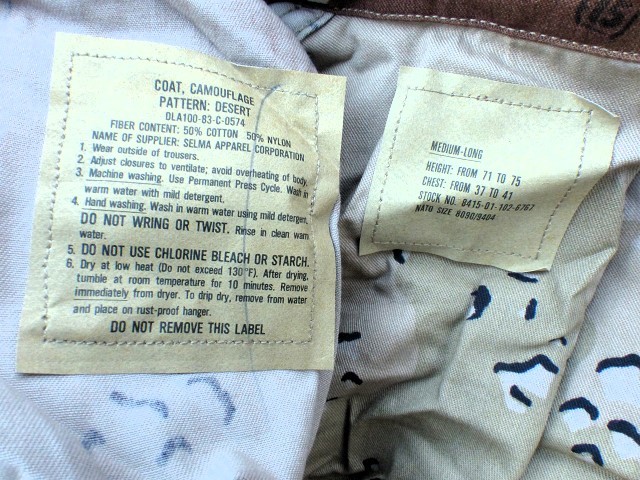 COAT, CAMOUFLAGE
PATTERN: DESERT
DLA100-83-C-0574
FIBER CONTENT: 50% COTTON 50% NYLON
NAME OF SUPPLIER: SELMA APPAREL CORPORATION
1. Wear outside of trousers.
2. Adjust closures to ventilate; avoid overheating of body.
3. Machine washing. Use Permanent Press Cycle. Wash in
warm water with mild detergent.
4. Hand washing. Wash in warm water using mild detergent.
DO NOT WRING OR TWIST. Rinse in clean warm
water.
5. DO NOT USE CHLORINE BLEACH OR STARCH.
6. Dry at low heat (Do not exceed 130°F). After drying,
tumble at room temperature for 10 minutes. Remove
immediately from dryer. To drip dry, remove from water
and place on rust-proof hanger.
DO NOT REMOVE THIS LABEL
MEDIUM-LONG
HEIGHT: FROM 71 TO 75
CHEST: FROM 37 TO 41
STOCK NO. 8415-01-102-6767
NATO SIZE 8090/9404